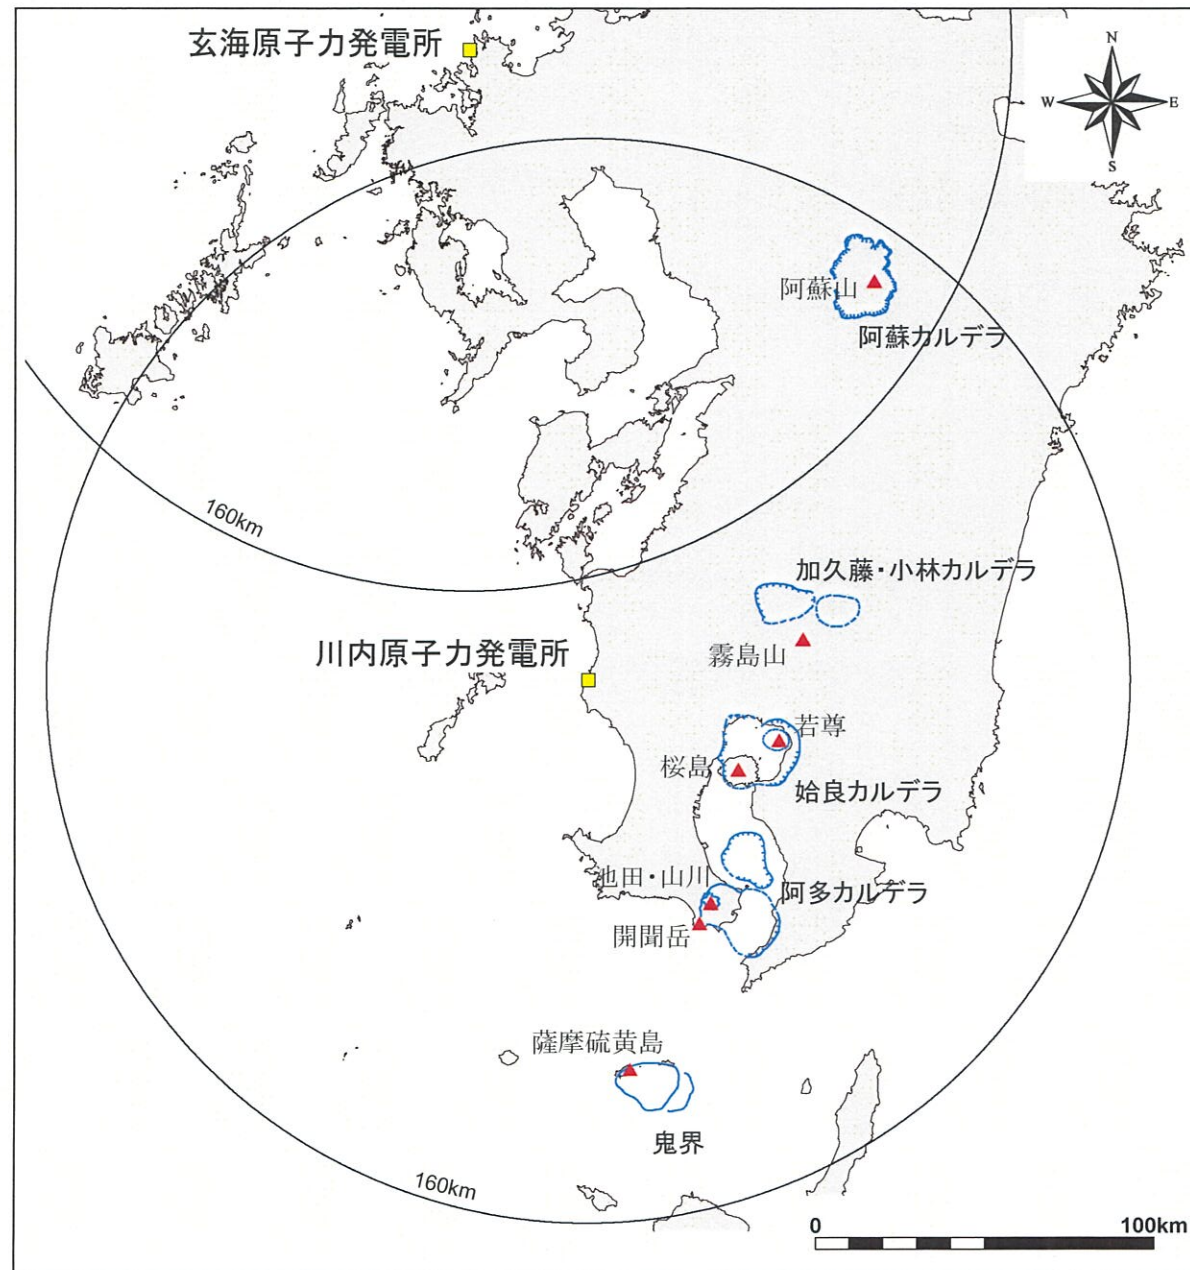 玄海原子力発電所
N
W
E
S
阿蘇山
阿蘇カルデラ
160km
加久藤・小林カルデラ
霧島山
川内原子力発電所
若尊
桜島
姶良カルデラ
池田・山川
阿多カルデラ
開聞岳
薩摩硫黄島
鬼界
160km
0
100km